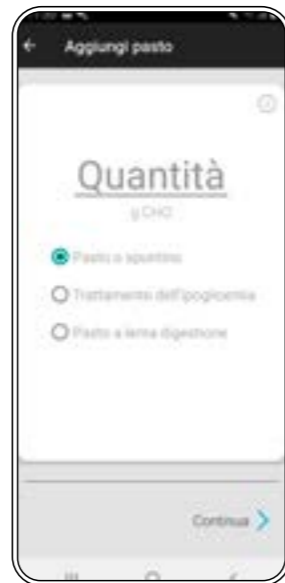 Aggiungi pasto
Quantità
g CHO
Pasto o spuntino
Trattamento dell'ipoglicemia
Pasto a lenta digestione
Continua